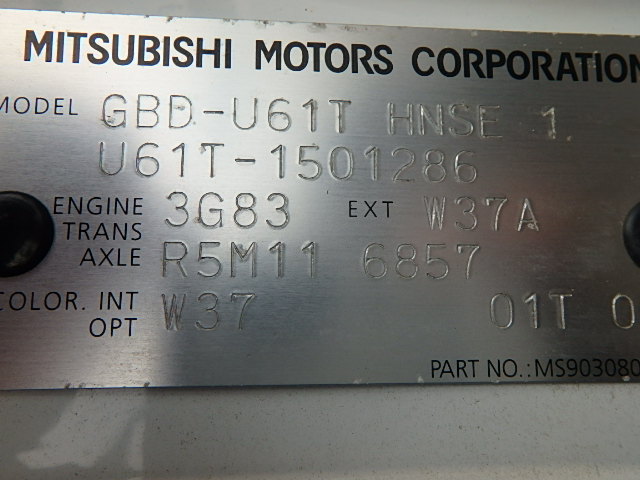 MITSUBISHI MOTORS CORPORATION
MODEL GBD-U61T HNSE 1
U61T-1501286
ENGINE 3G83 EXT W37A
TRANS
AXLE R5M11 6857
COLOR. INT W37 01T 0
OPT
PART NO.: MS903080